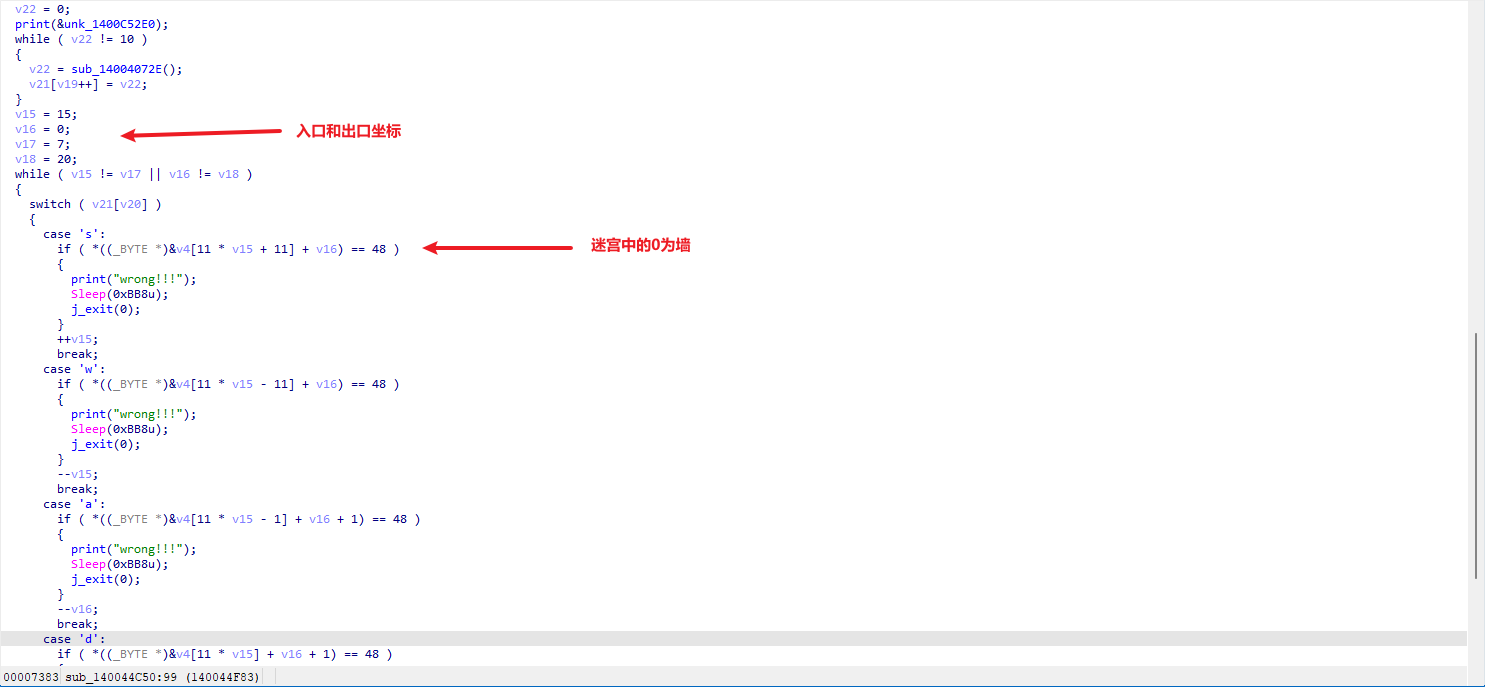 v22 = 0;
print(&unk_1400C52E0);
while ( v22 != 10 )
{
v22 = sub_14004072E();
v21[v19++] = v22;
}
v15 = 15;
v16 = 0;
入口和出口坐标
v17 = 7;
v18 = 20;
while ( v15 != v17 || v16 != v18 )
{
switch ( v21[v20] )
{
case 's':
if ( *((_BYTE *)&v4[11 * v15 + 11] + v16) == 48 )
迷宫中的0为墙
{
print("wrong!!!");
Sleep(0xBB8u);
j_exit(0);
}
++v15;
break;
case 'w':
if ( *((_BYTE *)&v4[11 * v15 - 11] + v16) == 48 )
{
print("wrong!!!");
Sleep(0xBB8u);
j_exit(0);
}
--v15;
break;
case 'a':
if ( *((_BYTE *)&v4[11 * v15 - 1] + v16 + 1) == 48 )
{
print("wrong!!!");
Sleep(0xBB8u);
j_exit(0);
}
--v16;
break;
case 'd':
if ( *((_BYTE *)&v4[11 * v15] + v16 + 1) == 48 )
00007383 sub_140044C50:99 (140044F83)